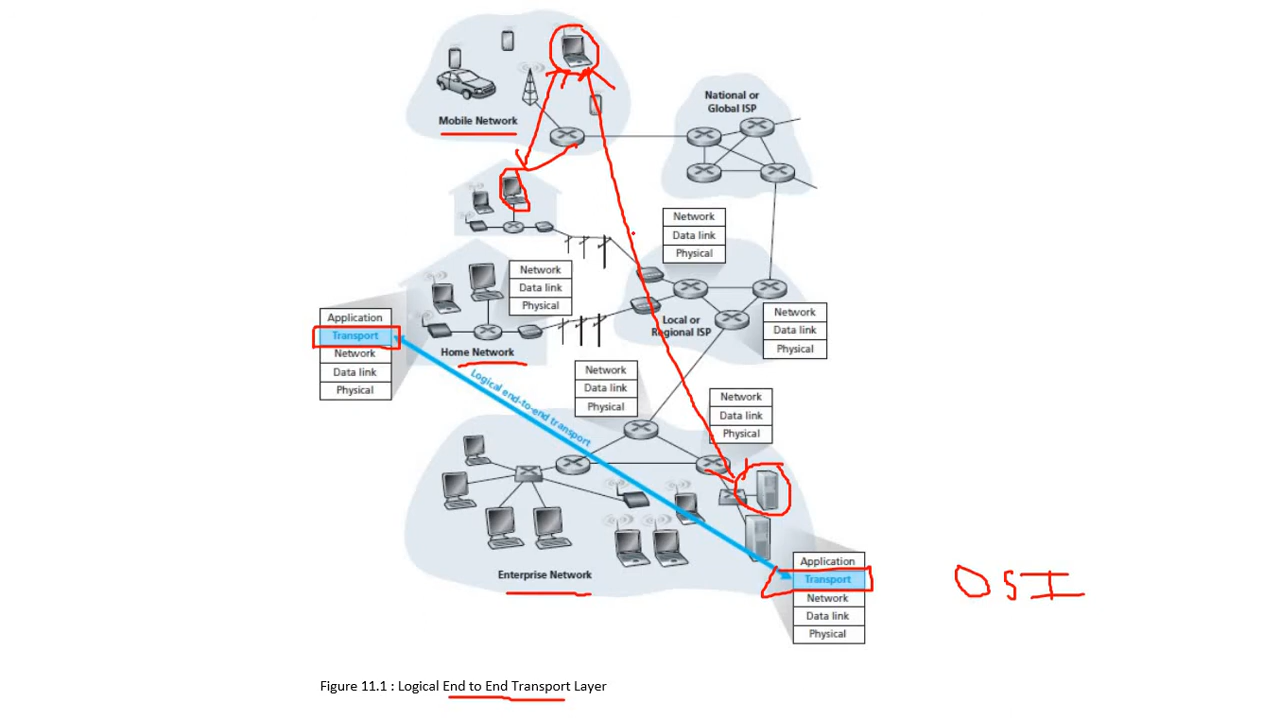 Mobile Network
National or
Global ISP
Network
Data link
Physical
Network
Data link
Physical
Application
Transport
Network
Data link
Physical
Home Network
Local or
Regional ISP
Network
Data link
Physical
Logical end-to-end transport
Network
Data link
Physical
Network
Data link
Physical
Enterprise Network
Application
Transport
Network
Data link
Physical
OSI
Figure 11.1 : Logical End to End Transport Layer